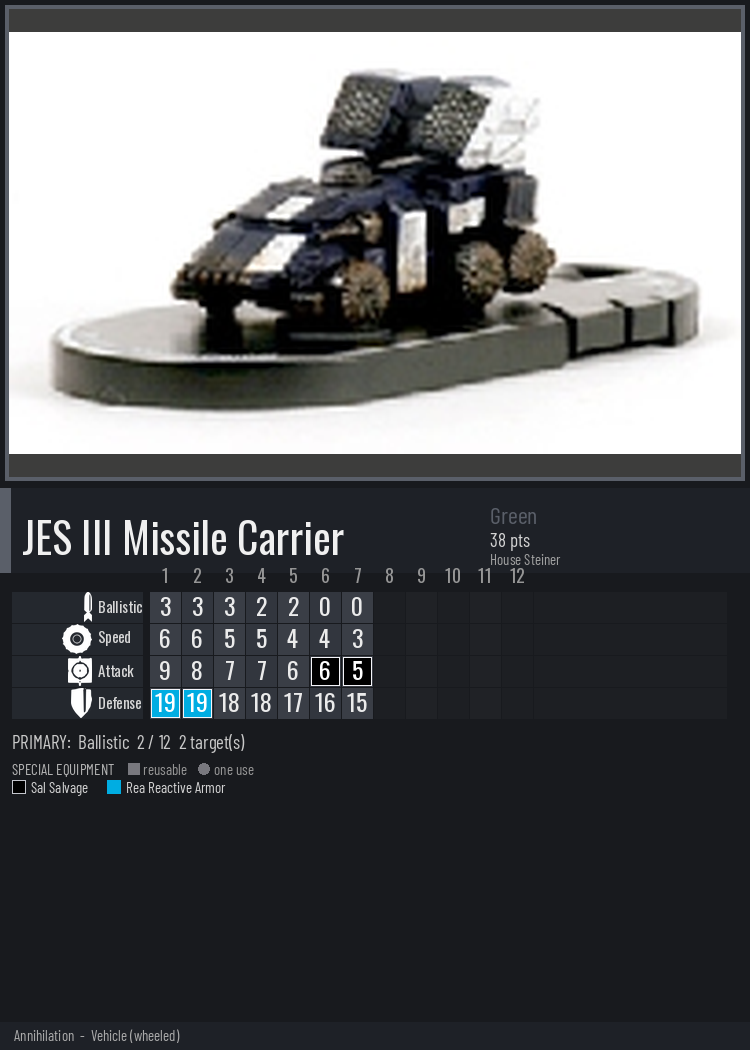 JES III Missile Carrier
Green
38 pts
House Steiner
1 2 3 4 5 6 7 8 9 10 11 12
Ballistic 3 3 3 2 2 0 0
Speed 6 6 5 5 4 4 3
Attack 9 8 7 7 6 6 5
Defense 19 19 18 18 17 16 15
PRIMARY: Ballistic 2 / 12 2 target(s)
SPECIAL EQUIPMENT reusable one use
Sal Salvage Rea Reactive Armor
Annihilation - Vehicle (wheeled)